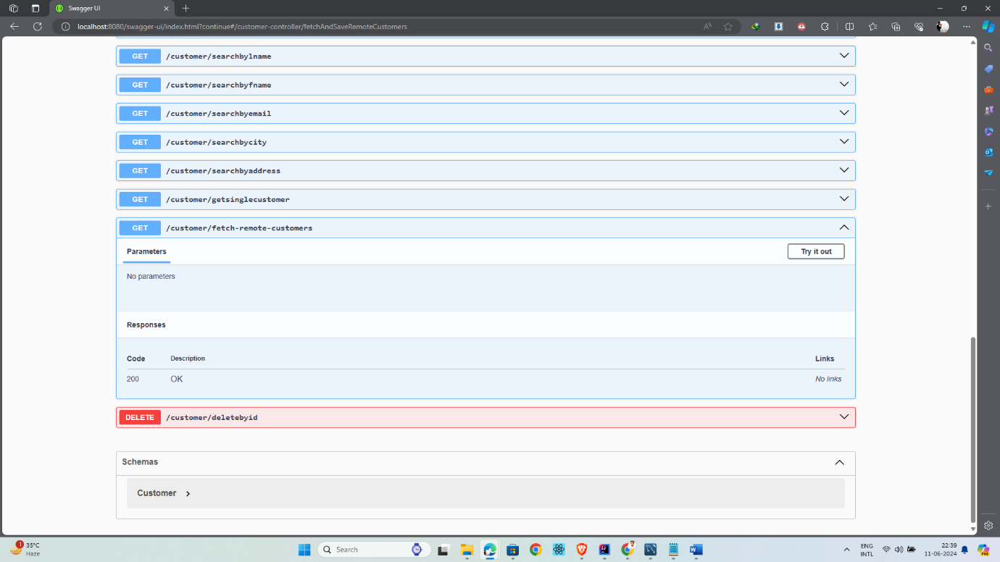 Swagger UI
localhost:8080/swagger-ui/index.html?continue#/customer-controller/fetchAndSaveRemoteCustomers
GET /customer/searchbylname
GET /customer/searchbyfname
GET /customer/searchbyemail
GET /customer/searchbycity
GET /customer/searchbyaddress
GET /customer/getsinglecustomer
GET /customer/fetch-remote-customers
Parameters Try it out
No parameters
Responses
Code Description Links
200 OK No links
DELETE /customer/deletebyid
Schemas
Customer
1 35°C
Haze
Search
ENG
INTL
22:39
11-06-2024